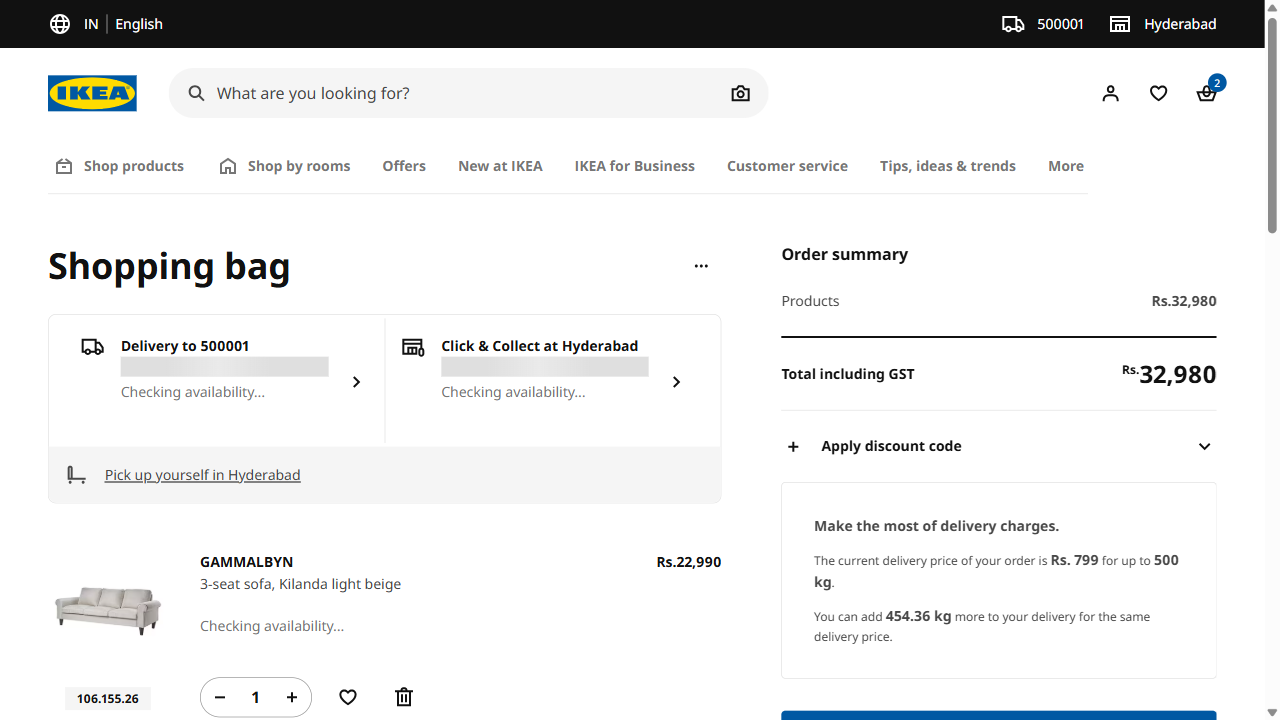 IN English
500001
Hyderabad
IKEA
What are you looking for?
2
Shop products
Shop by rooms
Offers
New at IKEA
IKEA for Business
Customer service
Tips, ideas & trends
More
Shopping bag
Delivery to 500001
Checking availability...
Click & Collect at Hyderabad
Checking availability...
Pick up yourself in Hyderabad
GAMMALBYN
Rs.22,990
3-seat sofa, Kilanda light beige
Checking availability...
106.155.26
1
Order summary
Products
Rs.32,980
Total including GST
Rs.32,980
Apply discount code
Make the most of delivery charges.
The current delivery price of your order is Rs. 799 for up to 500
kg.
You can add 454.36 kg more to your delivery for the same
delivery price.